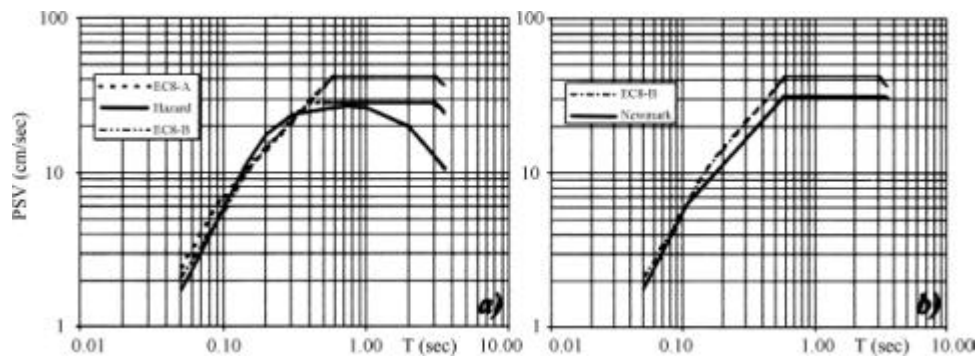 100
10
1
PSV (cm/sec)
EC8-A
Hazard
EC8-B
a)
0.01 0.10 1.00 T (sec) 10.00
100
10
1
EC8-B
Newmark
b)
0.01 0.10 1.00 T (sec) 10.00